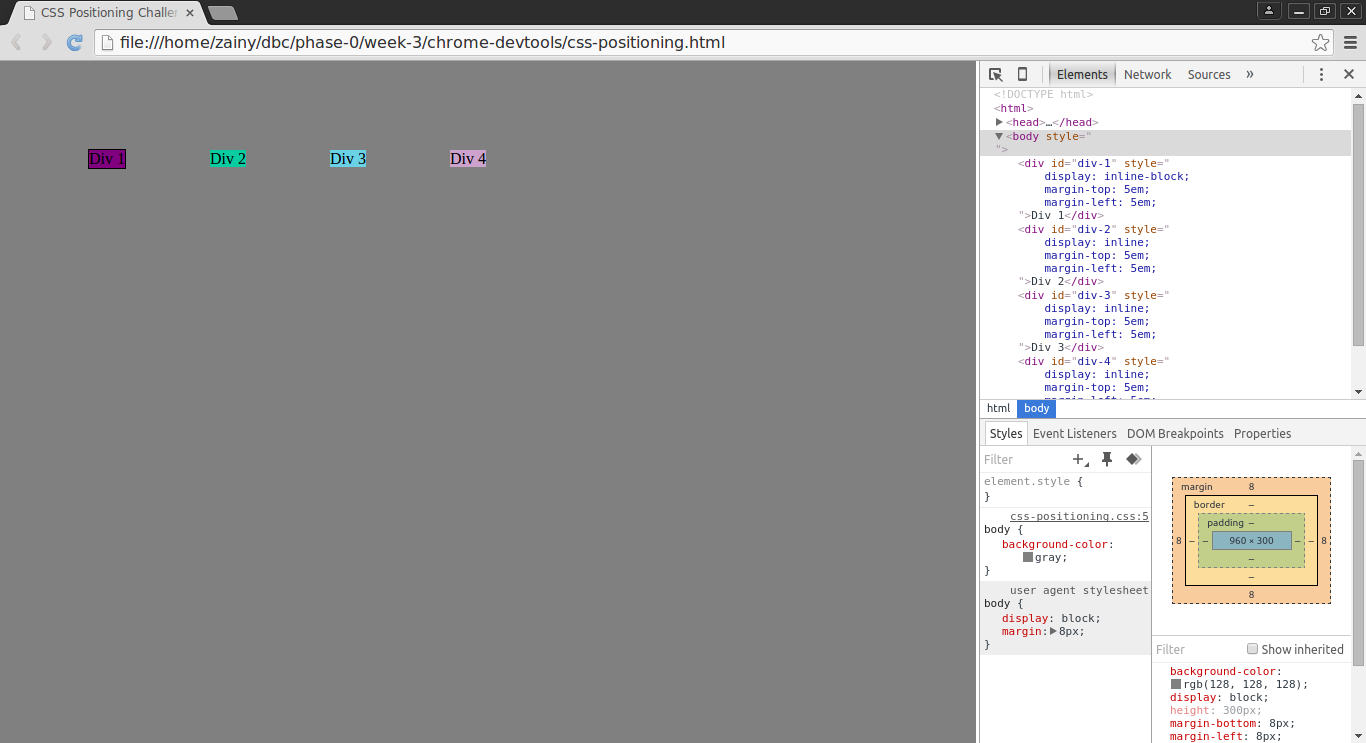 CSS Positioning Challer
file:///home/zainy/dbc/phase-0/week-3/chrome-devtools/css-positioning.html
Div 1 Div 2 Div 3 Div 4
Elements Network Sources »
<!DOCTYPE html>
<html>
<head>…</head>
<body style="
">
<div id="div-1" style="
display: inline-block;
margin-top: 5em;
margin-left: 5em;
">Div 1</div>
<div id="div-2" style="
display: inline;
margin-top: 5em;
margin-left: 5em;
">Div 2</div>
<div id="div-3" style="
display: inline;
margin-top: 5em;
margin-left: 5em;
">Div 3</div>
<div id="div-4" style="
display: inline;
margin-top: 5em;
margin-left: 5em;
html body
Styles Event Listeners DOM Breakpoints Properties
Filter
element.style {
}
css-positioning.css:5
body {
background-color:
gray;
}
user agent stylesheet
body {
display: block;
margin: 8px;
}
margin 8
border –
padding –
8 – – 960 × 300 – – 8
–
–
8
Filter Show inherited
background-color:
rgb(128, 128, 128);
display: block;
height: 300px;
margin-bottom: 8px;
margin-left: 8px;